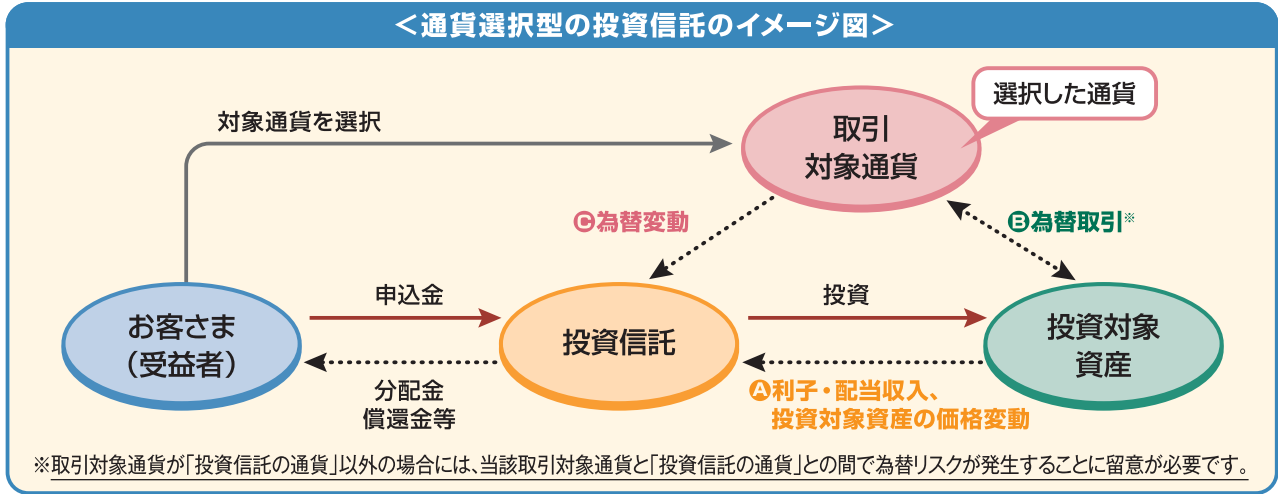 ＜通貨選択型の投資信託のイメージ図＞
選択した通貨
対象通貨を選択
取引
対象通貨
C為替変動
B為替取引※
申込金
投資
お客さま
（受益者）
投資信託
投資対象
資産
分配金
償還金等
A利子・配当収入、
投資対象資産の価格変動
※取引対象通貨が「投資信託の通貨」以外の場合には、当該取引対象通貨と「投資信託の通貨」との間で為替リスクが発生することに留意が必要です。